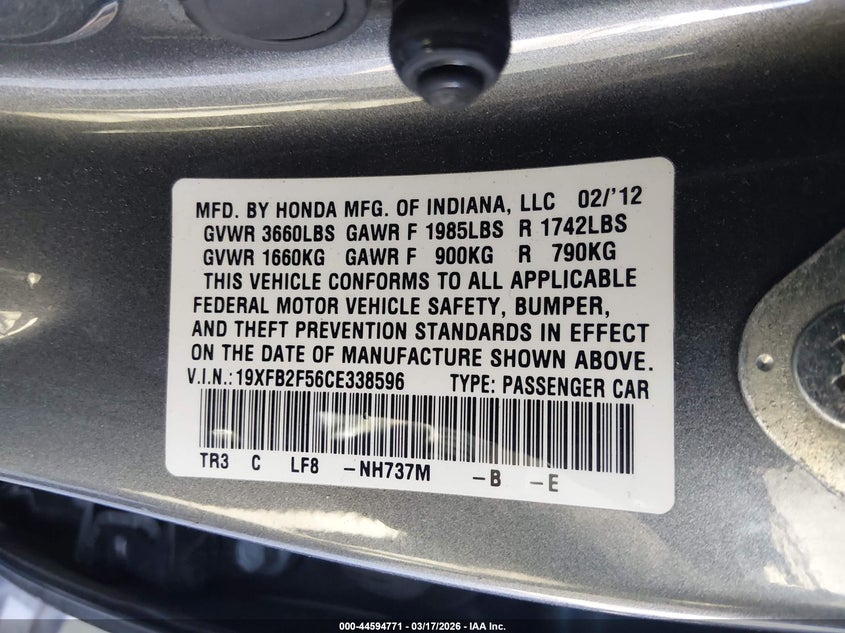 MFD. BY HONDA MFG. OF INDIANA, LLC 02/'12
GVWR 3660LBS GAWR F 1985LBS R 1742LBS
GVWR 1660KG GAWR F 900KG R 790KG
THIS VEHICLE CONFORMS TO ALL APPLICABLE
FEDERAL MOTOR VEHICLE SAFETY, BUMPER,
AND THEFT PREVENTION STANDARDS IN EFFECT
ON THE DATE OF MANUFACTURE SHOWN ABOVE.
V.I.N.:19XFB2F56CE338596 TYPE: PASSENGER CAR
TR3 C LF8 -NH737M -B -E
000-44594771 | 03/17/2026 - IAA Inc.